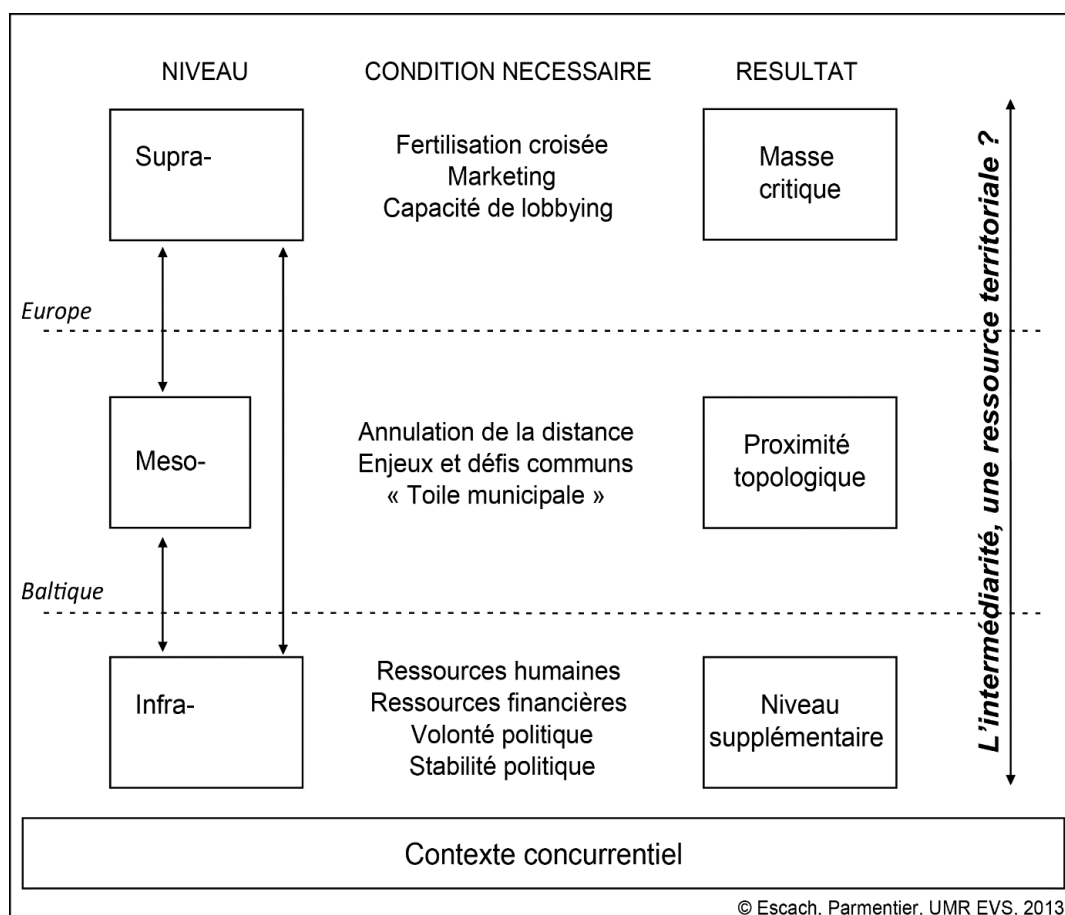 NIVEAU
CONDITION NECESSAIRE
RESULTAT
Supra-
Fertilisation croisée
Marketing
Capacité de lobbying
Masse
critique
Europe
Meso-
Annulation de la distance
Enjeux et défis communs
« Toile municipale »
Proximité
topologique
Baltique
Infra-
Ressources humaines
Ressources financières
Volonté politique
Stabilité politique
Niveau
supplémentaire
L'intermédiarité, une ressource territoriale ?
Contexte concurrentiel
© Escach, Parmentier, UMR EVS, 2013